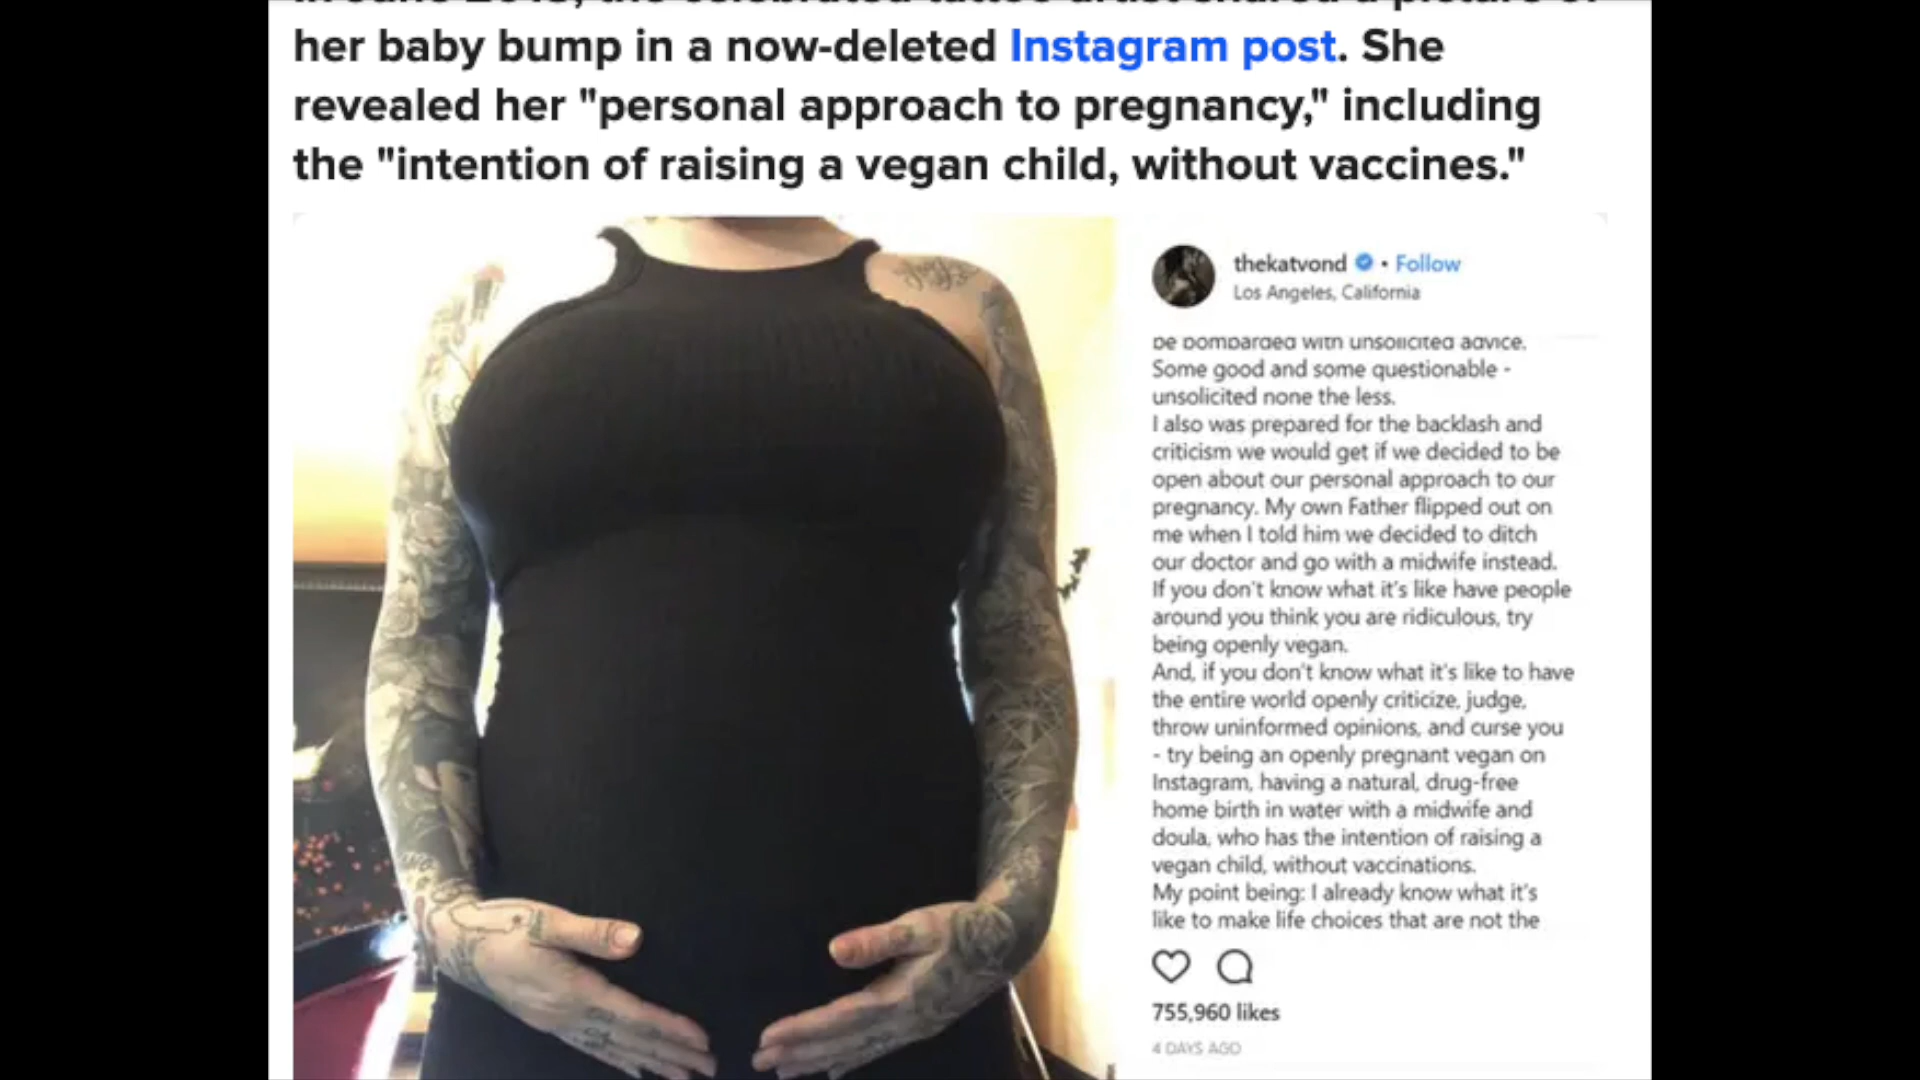 her baby bump in a now-deleted Instagram post. She
revealed her "personal approach to pregnancy," including
the "intention of raising a vegan child, without vaccines."
thekatvond • Follow
Los Angeles, California
be bombarded with unsolicited advice.
Some good and some questionable -
unsolicited none the less.
I also was prepared for the backlash and
criticism we would get if we decided to be
open about our personal approach to our
pregnancy. My own Father flipped out on
me when I told him we decided to ditch
our doctor and go with a midwife instead.
If you don't know what it's like have people
around you think you are ridiculous, try
being openly vegan.
And, if you don't know what it's like to have
the entire world openly criticize, judge,
throw uninformed opinions, and curse you
- try being an openly pregnant vegan on
Instagram, having a natural, drug-free
home birth in water with a midwife and
doula, who has the intention of raising a
vegan child, without vaccinations.
My point being: I already know what it's
like to make life choices that are not the
755,960 likes
4 DAYS AGO